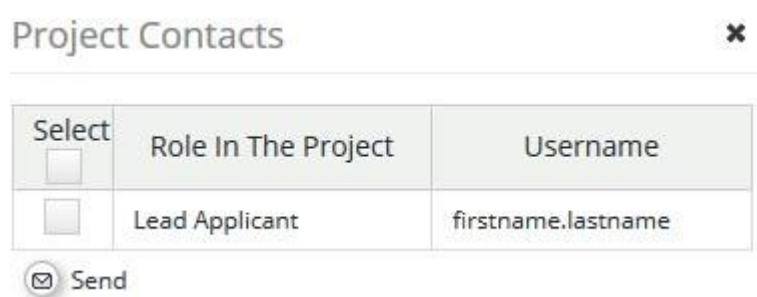 Project Contacts
Select
Role In The Project
Username
Lead Applicant
firstname.lastname
Send